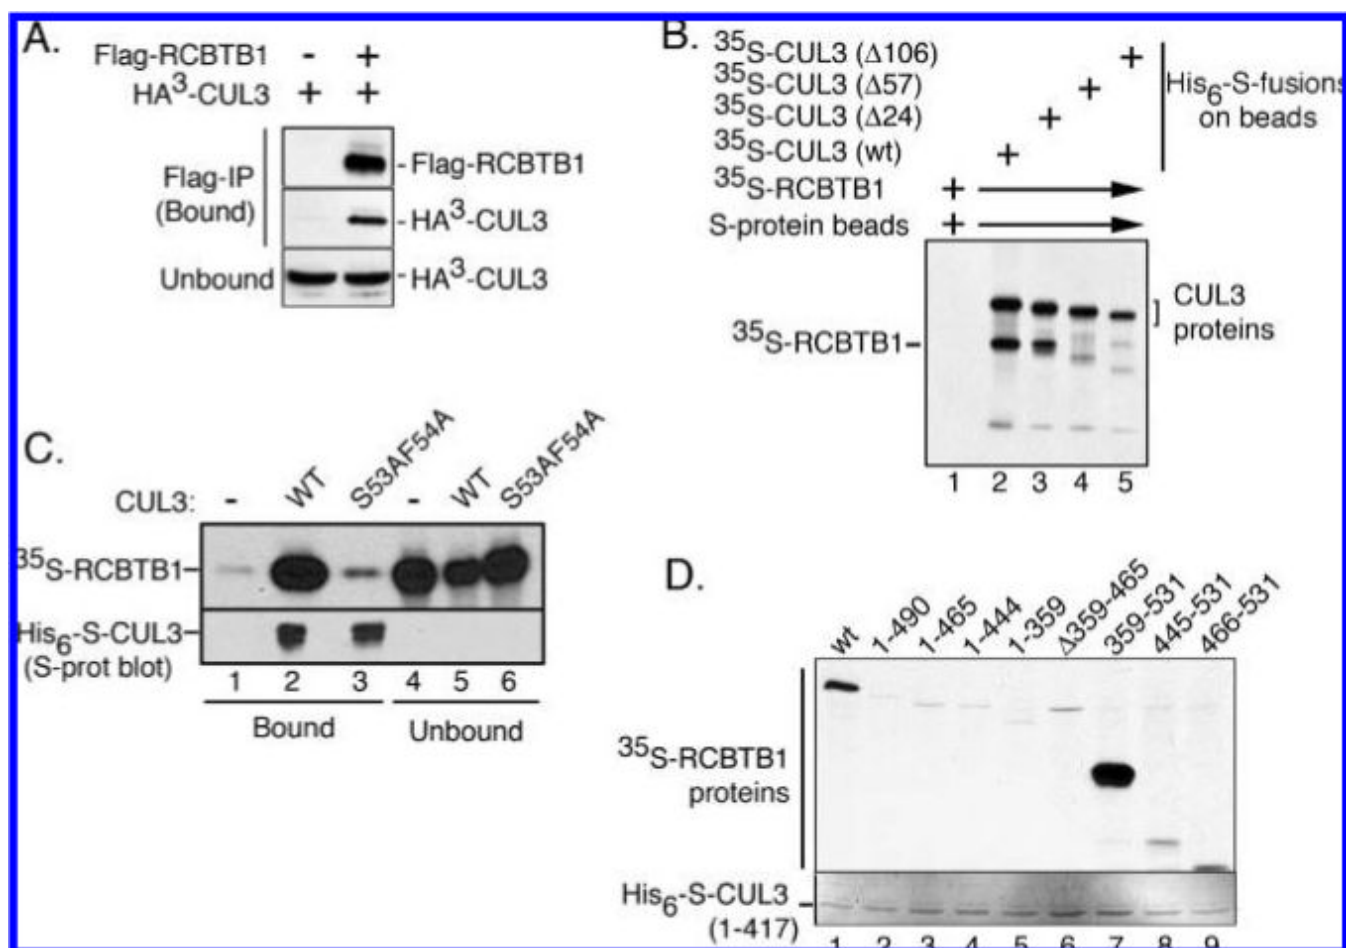 A.
Flag-RCBTB1 - +
HA3-CUL3 + +
Flag-IP
(Bound)
-Flag-RCBTB1
-HA3-CUL3
Unbound
-HA3-CUL3
B.
35S-CUL3 (Δ106) +
35S-CUL3 (Δ57) +
35S-CUL3 (Δ24) +
35S-CUL3 (wt) +
35S-RCBTB1 +
S-protein beads +
His6-S-fusions
on beads
CUL3
proteins
35S-RCBTB1-
1 2 3 4 5
C.
CUL3: - WT S53AF54A - WT S53AF54A
35S-RCBTB1-
His6-S-CUL3-
(S-prot blot)
1 2 3 4 5 6
Bound Unbound
D.
wt 1-490 1-465 1-444 1-359 Δ359-465 359-531 445-531 466-531
35S-RCBTB1
proteins
His6-S-CUL3-
(1-417)
1 2 3 4 5 6 7 8 9